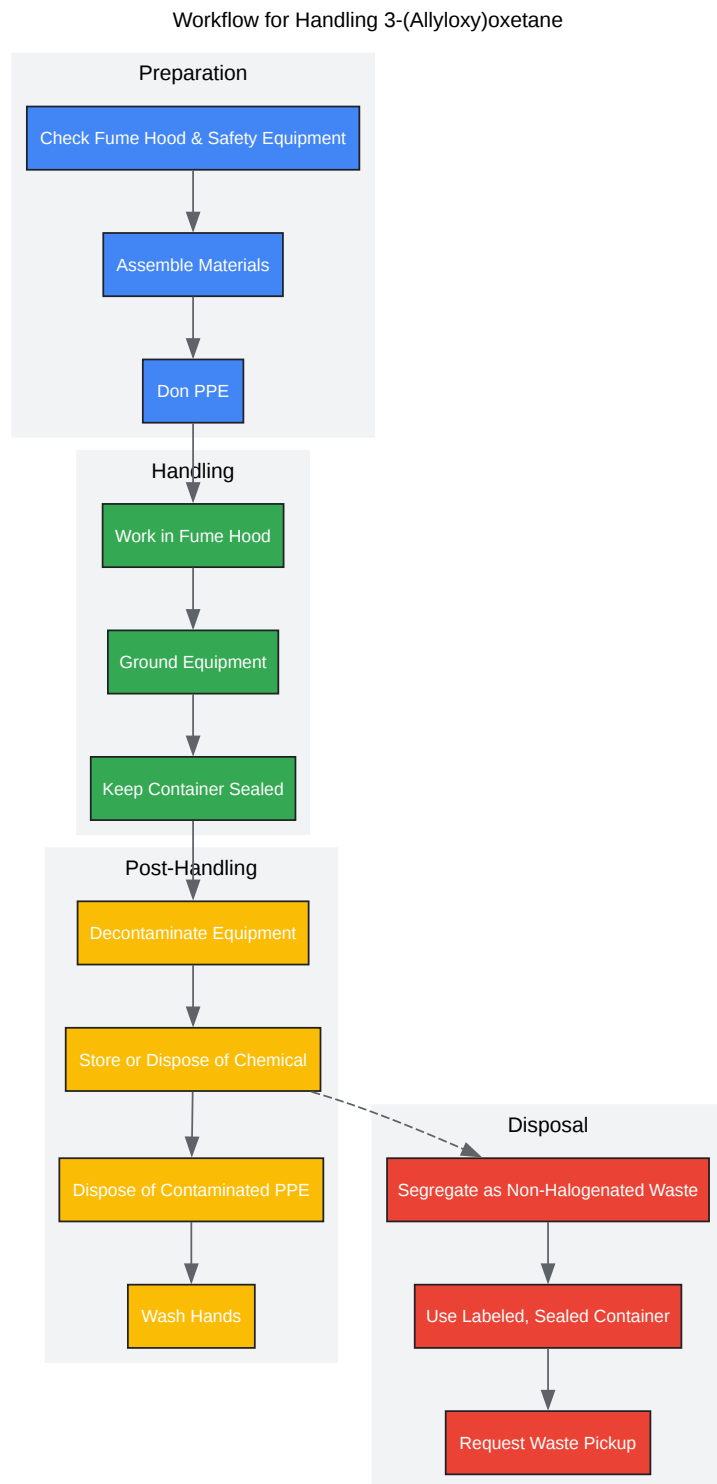 Workflow for Handling 3-(Allyloxy)oxetane
Preparation
Check Fume Hood & Safety Equipment
Assemble Materials
Don PPE
Handling
Work in Fume Hood
Ground Equipment
Keep Container Sealed
Post-Handling
Decontaminate Equipment
Store or Dispose of Chemical
Dispose of Contaminated PPE
Wash Hands
Disposal
Segregate as Non-Halogenated Waste
Use Labeled, Sealed Container
Request Waste Pickup